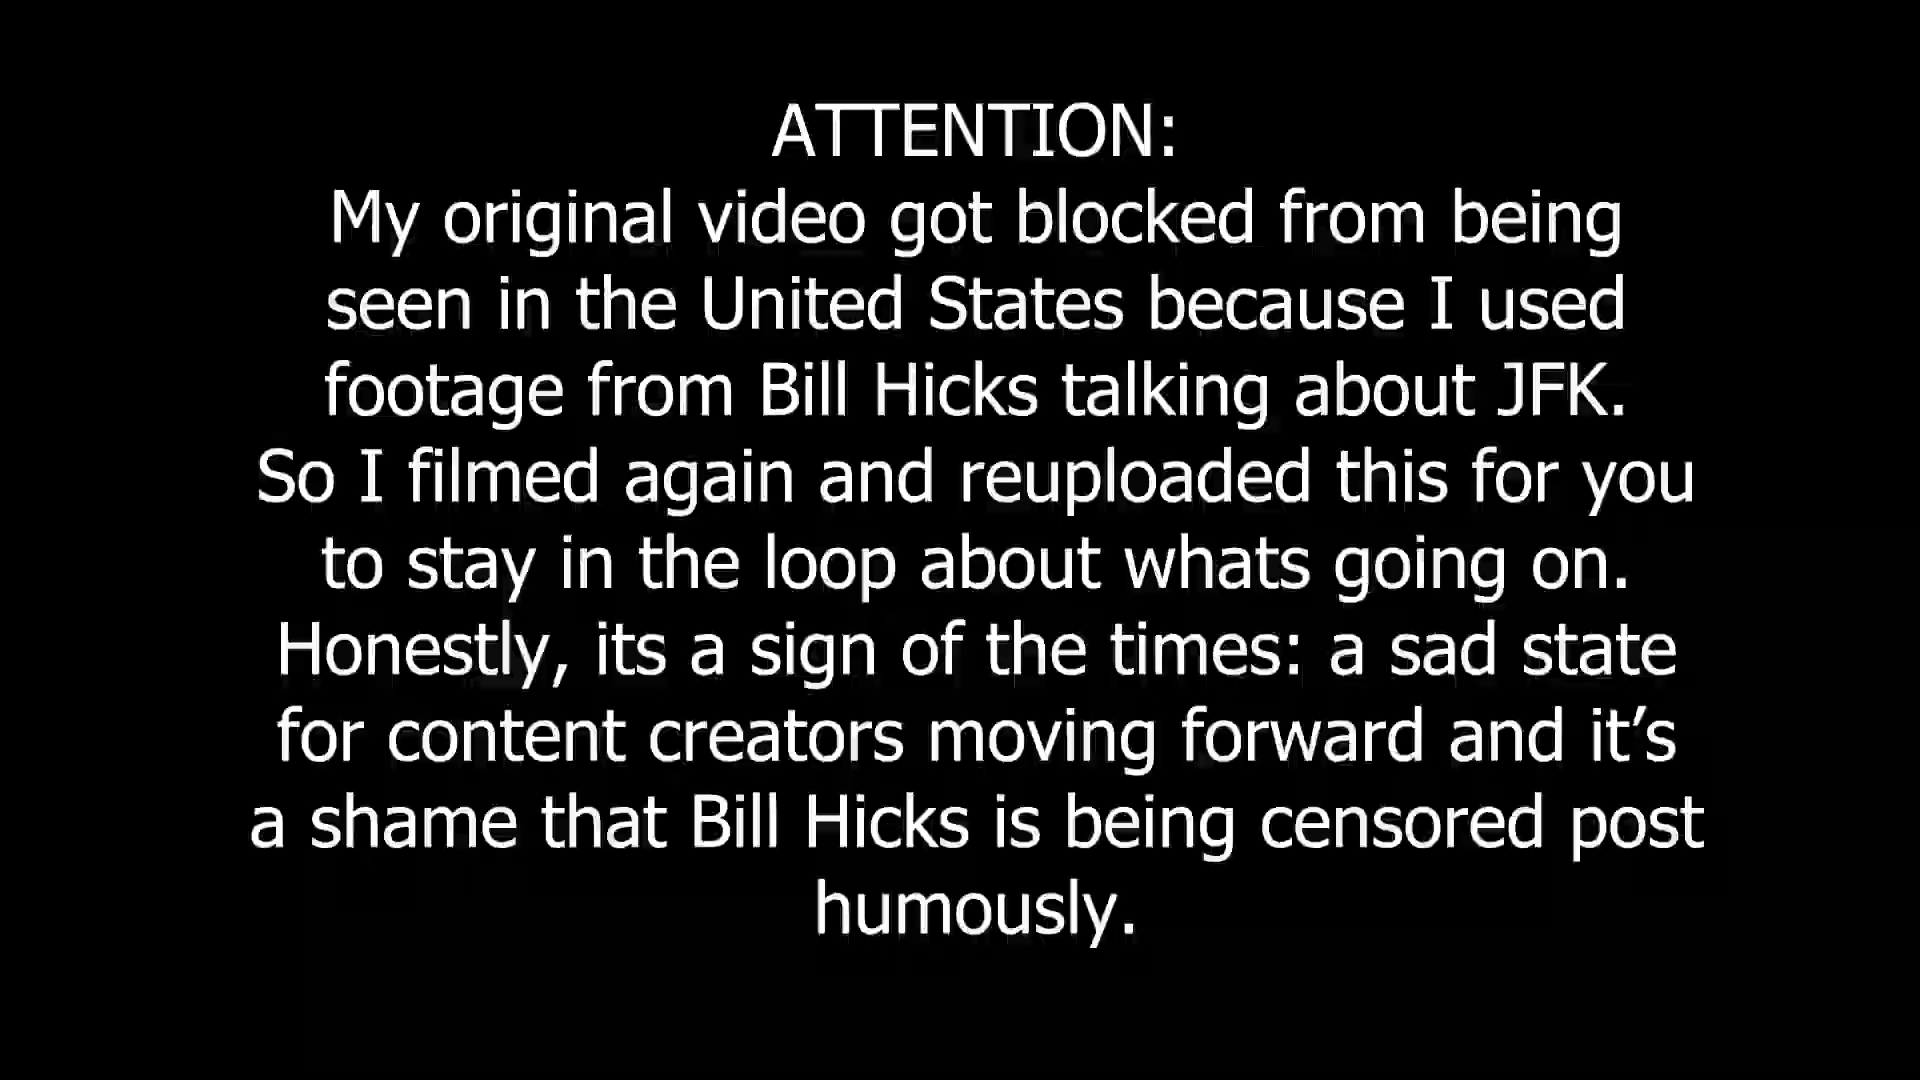 ATTENTION:
My original video got blocked from being
seen in the United States because I used
footage from Bill Hicks talking about JFK.
So I filmed again and reuploaded this for you
to stay in the loop about whats going on.
Honestly, its a sign of the times: a sad state
for content creators moving forward and it’s
a shame that Bill Hicks is being censored post
humously.